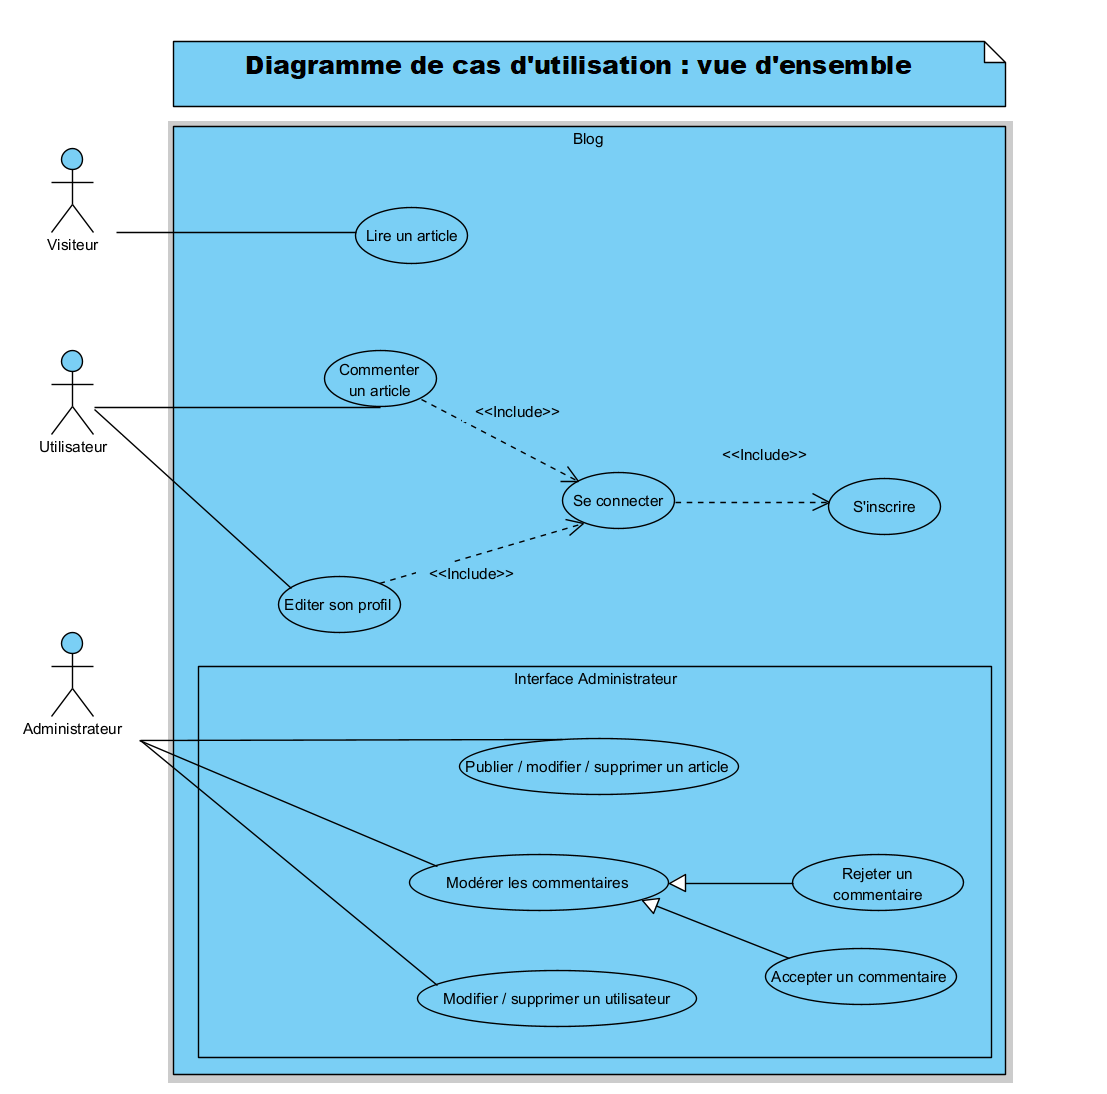 Diagramme de cas d'utilisation : vue d'ensemble
Blog
Visiteur
Lire un article
Utilisateur
Commenter
un article
<<Include>>
<<Include>>
Se connecter
S'inscrire
<<Include>>
Editer son profil
Administrateur
Interface Administrateur
Publier / modifier / supprimer un article
Modérer les commentaires
Rejeter un
commentaire
Accepter un commentaire
Modifier / supprimer un utilisateur